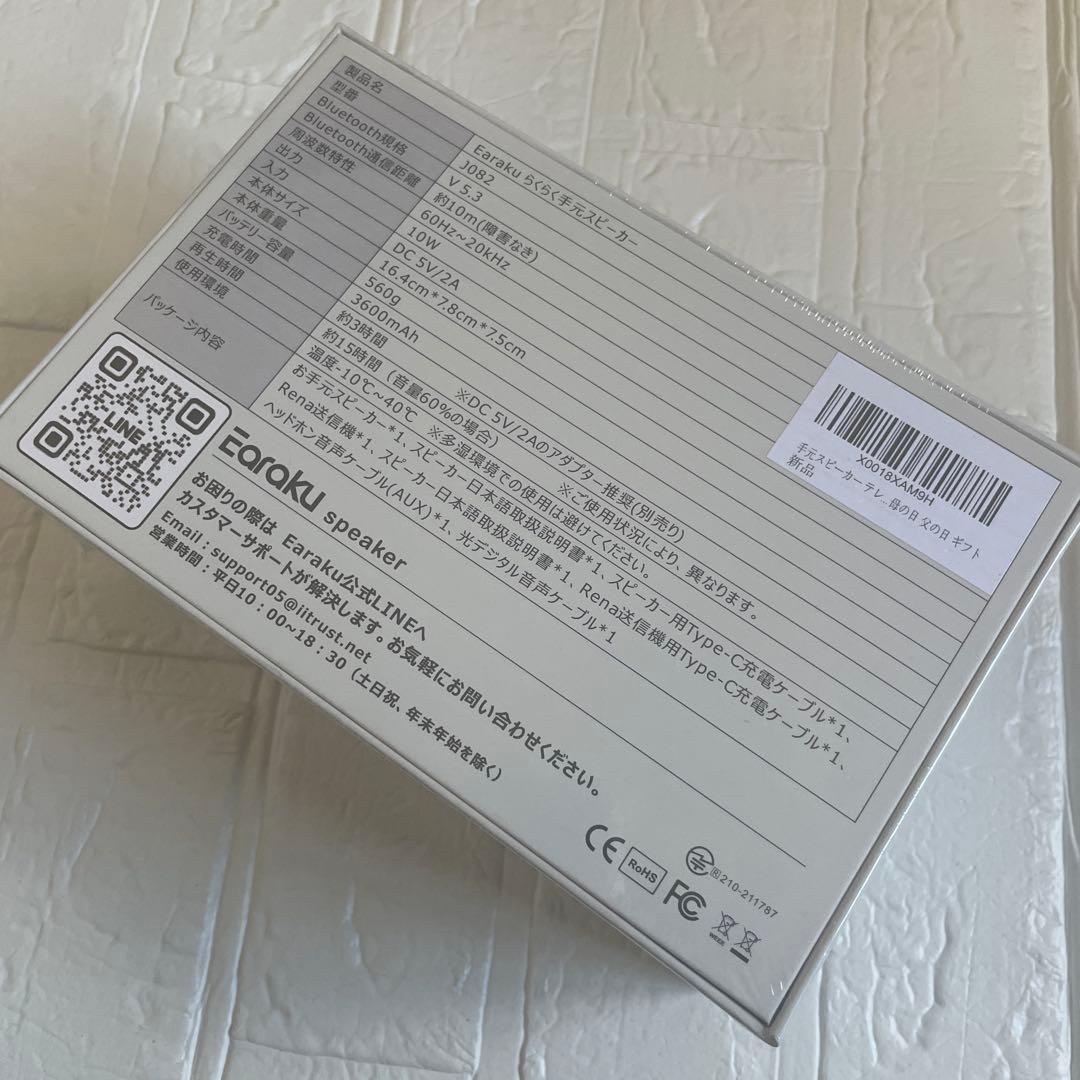 製品名 Earaku らくらく手元スピーカー
型番 J082
Bluetooth規格 V 5.3
Bluetooth通信距離 約10m(障害なき)
周波数特性 60Hz~20kHz
出力 10W
入力 DC 5V/2A
本体サイズ 16.4cm*7.8cm*7.5cm
本体重量 560g
バッテリー容量 3600mAh
充電時間 約3時間 ※DC 5V/2Aのアダプター推奨(別売り)
再生時間 約15時間(音量60%の場合) ※ご使用状況により、異なります。
使用環境 温度-10℃~40℃ ※多湿環境での使用は避けてください。
パッケージ内容 お手元スピーカー*1、スピーカー日本語取扱説明書*1、スピーカー用Type-C充電ケーブル*1、
Rena送信機*1、スピーカー日本語取扱説明書*1、Rena送信機用Type-C充電ケーブル*1、
ヘッドホン音声ケーブル(AUX)*1、光デジタル音声ケーブル*1
X0018XAM9H
手元スピーカー テレ...母の日 父の日 ギフト
新品
LINE
Earaku speaker
お困りの際は Earaku公式LINEへ
カスタマーサポートが解決します。お気軽にお問い合わせください。
Email:support05@iitrust.net
営業時間:平日10:00~18:30(土日祝、年末年始を除く)
CE
RoHS
FC
R 210-211787
WEEE